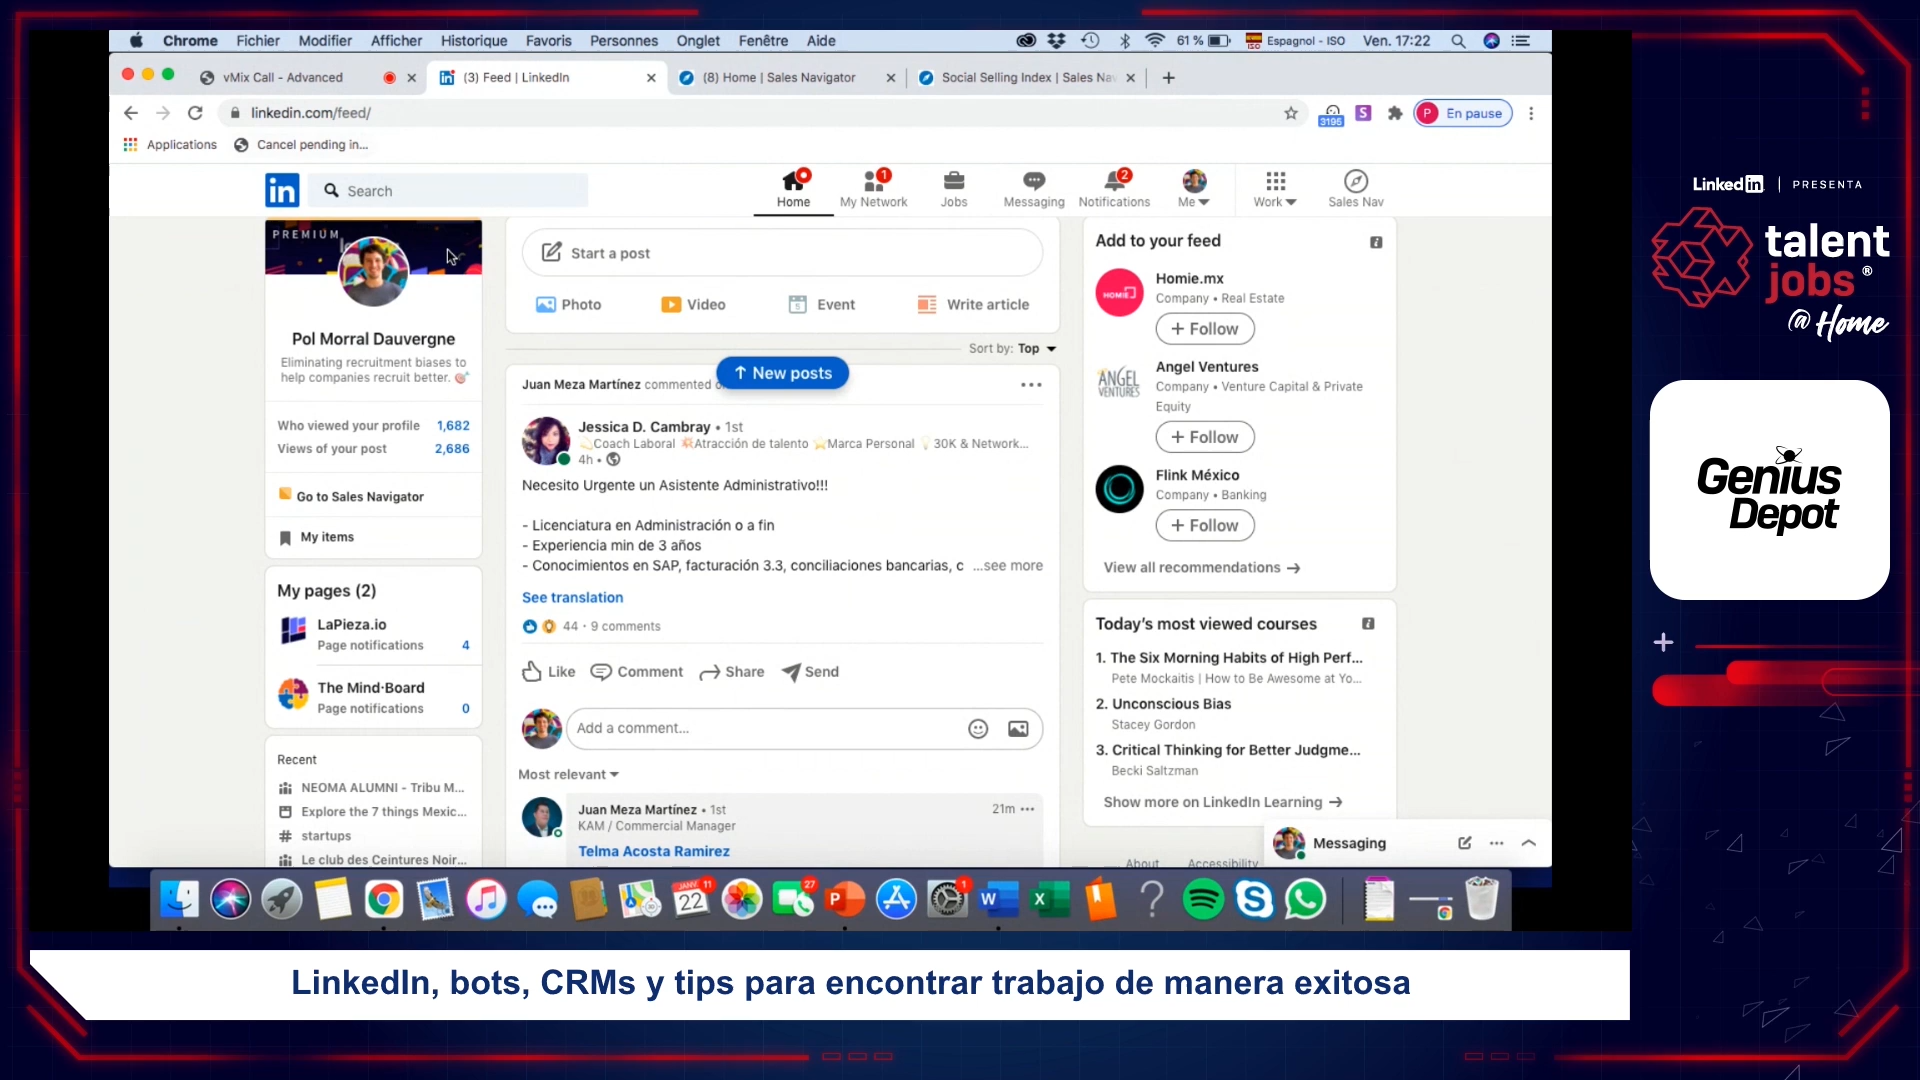 Chrome Fichier Modifier Afficher Historique Favoris Personnes Onglet Fenêtre Aide
61 % ISO Espagnol - ISO Ven. 17:22
vMix Call - Advanced
(3) Feed | LinkedIn
(8) Home | Sales Navigator
Social Selling Index | Sales Na
linkedin.com/feed/
3195
S
P En pause
Applications
Cancel pending in...
in
Search
Home
1
My Network
Jobs
Messaging
2
Notifications
Me
Work
Sales Nav
PREMIUM
Pol Morral Dauvergne
Eliminating recruitment biases to
help companies recruit better.
Who viewed your profile 1,682
Views of your post 2,686
Go to Sales Navigator
My items
My pages (2)
LaPieza.io
Page notifications 4
The Mind·Board
Page notifications 0
Recent
NEOMA ALUMNI - Tribu M...
Explore the 7 things Mexic...
# startups
Le club des Ceintures Noir...
Start a post
Photo
Video
Event
Write article
Sort by: Top
↑ New posts
Juan Meza Martínez commented o
Jessica D. Cambray • 1st
Coach Laboral Atracción de talento Marca Personal 30K & Network...
4h •
Necesito Urgente un Asistente Administrativo!!!
- Licenciatura en Administración o a fin
- Experiencia min de 3 años
- Conocimientos en SAP, facturación 3.3, conciliaciones bancarias, c ...see more
See translation
44 · 9 comments
Like
Comment
Share
Send
Add a comment...
Most relevant
Juan Meza Martínez • 1st 21m
KAM / Commercial Manager
Telma Acosta Ramirez
Add to your feed
HOMIE
Homie.mx
Company • Real Estate
+ Follow
ANGEL
VENTURES
Angel Ventures
Company • Venture Capital & Private
Equity
+ Follow
Flink México
Company • Banking
+ Follow
View all recommendations →
Today's most viewed courses
1. The Six Morning Habits of High Perf...
Pete Mockaitis | How to Be Awesome at Yo...
2. Unconscious Bias
Stacey Gordon
3. Critical Thinking for Better Judgme...
Becki Saltzman
Show more on LinkedIn Learning →
About Accessibility
Messaging
JANV. 11
22
27
P
1
W
X
?
LinkedIn | PRESENTA
talent
jobs®
@Home
Genius
Depot
LinkedIn, bots, CRMs y tips para encontrar trabajo de manera exitosa